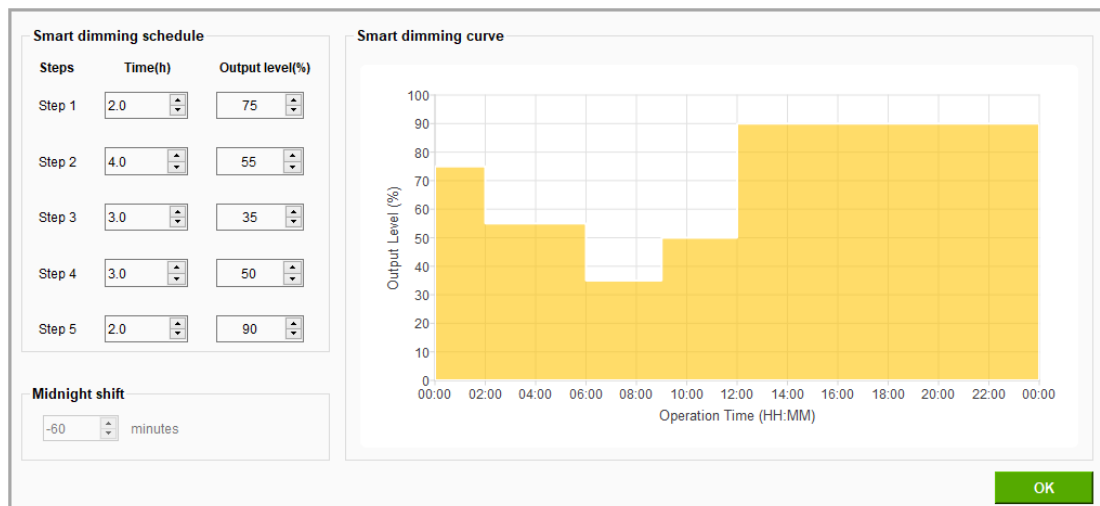 Smart dimming schedule
Steps Time(h) Output level(%)
Step 1 2.0 75
Step 2 4.0 55
Step 3 3.0 35
Step 4 3.0 50
Step 5 2.0 90
Midnight shift
-60 minutes
Smart dimming curve
100
90
80
70
60
50
40
30
20
10
0
Output Level (%)
00:00 02:00 04:00 06:00 08:00 10:00 12:00 14:00 16:00 18:00 20:00 22:00 00:00
Operation Time (HH:MM)
OK